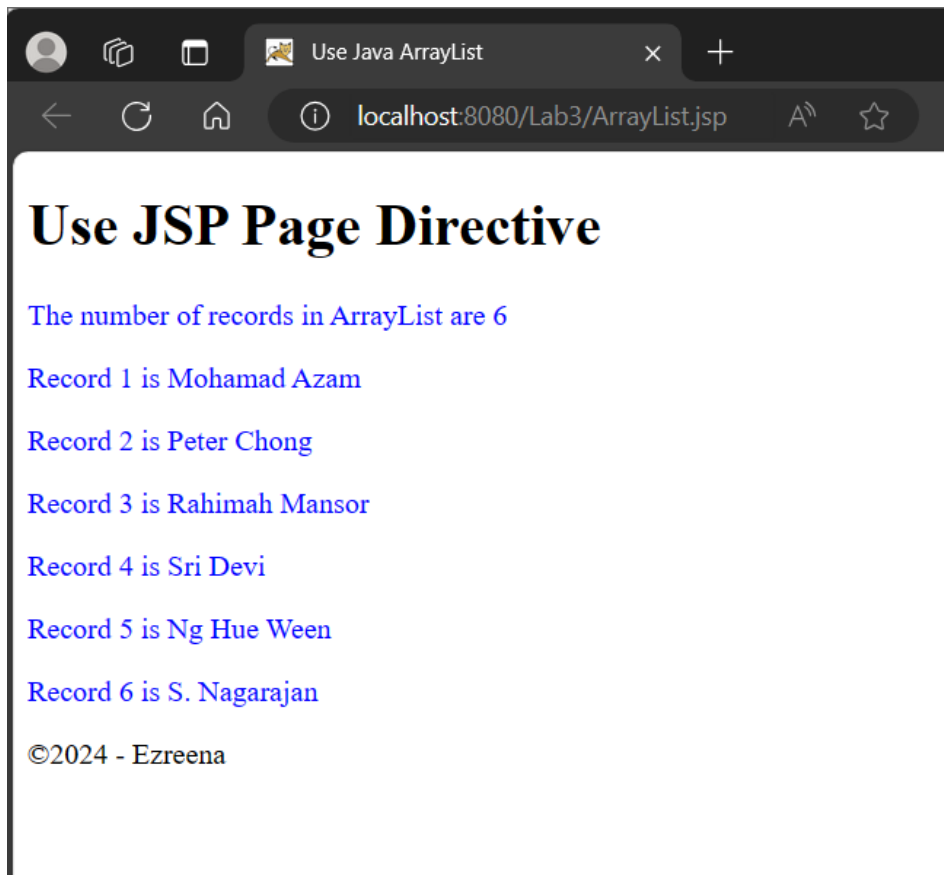 Use Java ArrayList
localhost:8080/Lab3/ArrayList.jsp
Use JSP Page Directive
The number of records in ArrayList are 6
Record 1 is Mohamad Azam
Record 2 is Peter Chong
Record 3 is Rahimah Mansor
Record 4 is Sri Devi
Record 5 is Ng Hue Ween
Record 6 is S. Nagarajan
©2024 - Ezreena